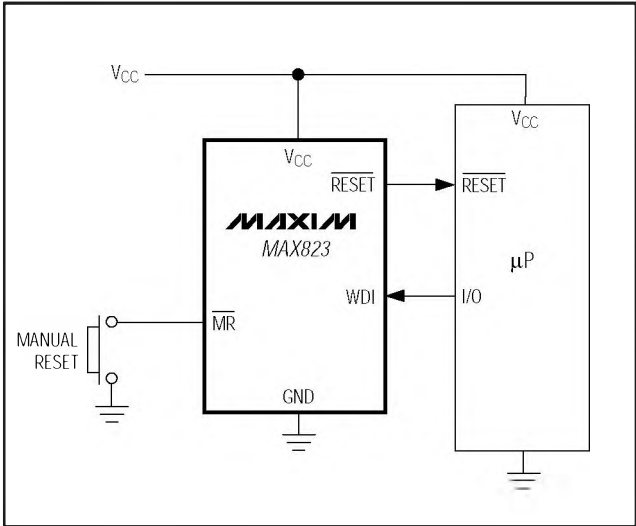 VCC
VCC
VCC
RESET
RESET
MAXIM
MAX823
µP
WDI
I/O
MR
MANUAL
RESET
GND